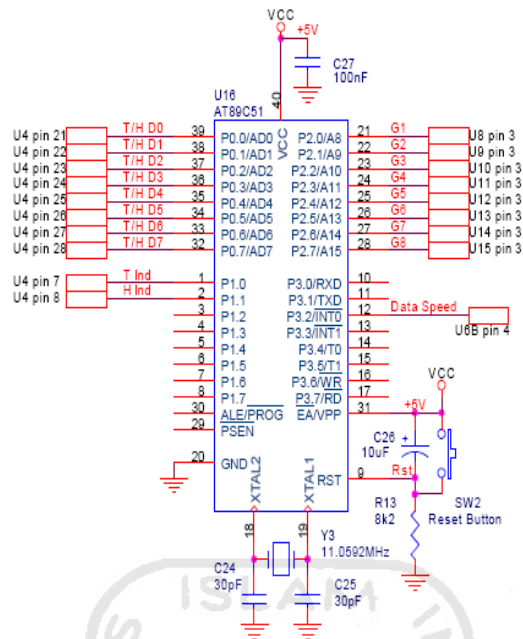 VCC
+5V
C27
100nF
U16
AT89C51
40
VCC
U4 pin 21 T/H D0 39 P0.0/AD0 P2.0/A8 21 G1 U8 pin 3
U4 pin 22 T/H D1 38 P0.1/AD1 P2.1/A9 22 G2 U9 pin 3
U4 pin 23 T/H D2 37 P0.2/AD2 P2.2/A10 23 G3 U10 pin 3
U4 pin 24 T/H D3 36 P0.3/AD3 P2.3/A11 24 G4 U11 pin 3
U4 pin 25 T/H D4 35 P0.4/AD4 P2.4/A12 25 G5 U12 pin 3
U4 pin 26 T/H D5 34 P0.5/AD5 P2.5/A13 26 G6 U13 pin 3
U4 pin 27 T/H D6 33 P0.6/AD6 P2.6/A14 27 G7 U14 pin 3
U4 pin 28 T/H D7 32 P0.7/AD7 P2.7/A15 28 G8 U15 pin 3
U4 pin 7 T Ind 1 P1.0 P3.0/RXD 10
U4 pin 8 H Ind 2 P1.1 P3.1/TXD 11
3 P1.2 P3.2/INT0 12 Data Speed U6B pin 4
4 P1.3 P3.3/INT1 13
5 P1.4 P3.4/T0 14
6 P1.5 P3.5/T1 15
7 P1.6 P3.6/WR 16
8 P1.7 P3.7/RD 17
30 ALE/PROG EA/VPP 31 +5V VCC
29 PSEN
C26
10uF
20 GND RST 9 Rst
XTAL2 XTAL1
18 19
R13
8k2
SW2
Reset Button
Y3
11.0592MHz
C24
30pF
C25
30pF
ISLAM